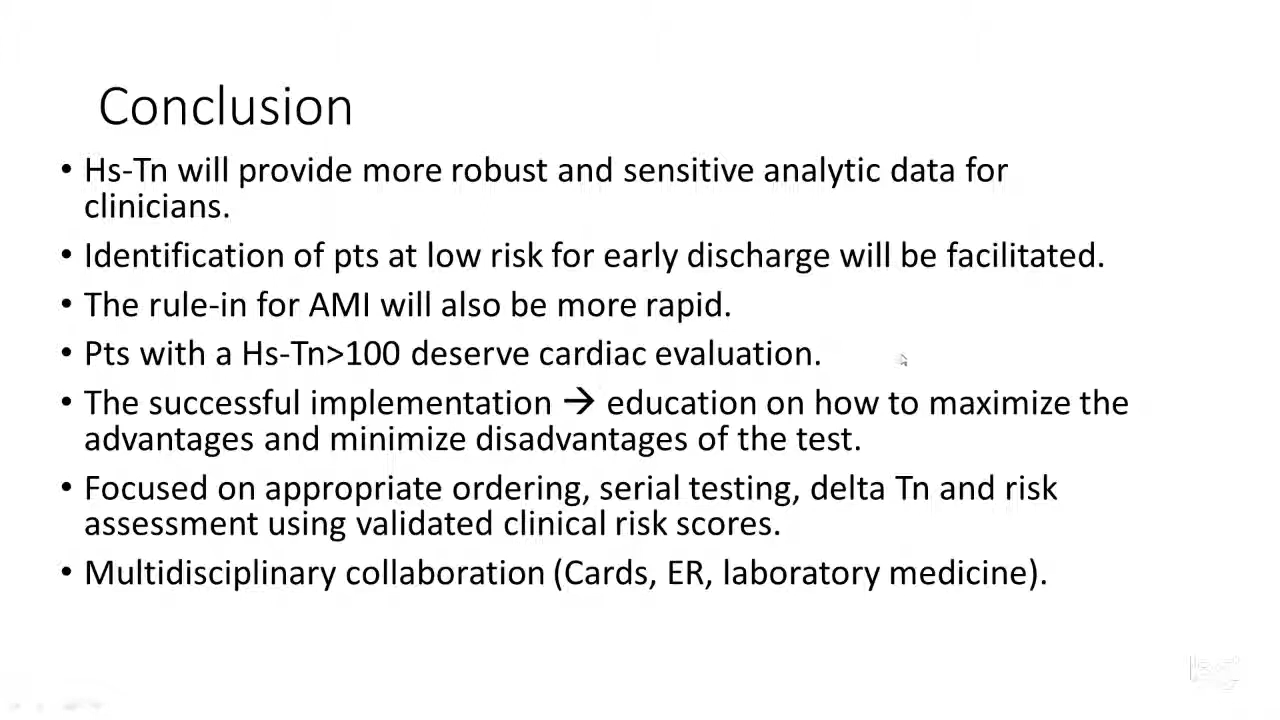 Conclusion
• Hs-Tn will provide more robust and sensitive analytic data for
clinicians.
• Identification of pts at low risk for early discharge will be facilitated.
• The rule-in for AMI will also be more rapid.
• Pts with a Hs-Tn>100 deserve cardiac evaluation.
• The successful implementation → education on how to maximize the
advantages and minimize disadvantages of the test.
• Focused on appropriate ordering, serial testing, delta Tn and risk
assessment using validated clinical risk scores.
• Multidisciplinary collaboration (Cards, ER, laboratory medicine).